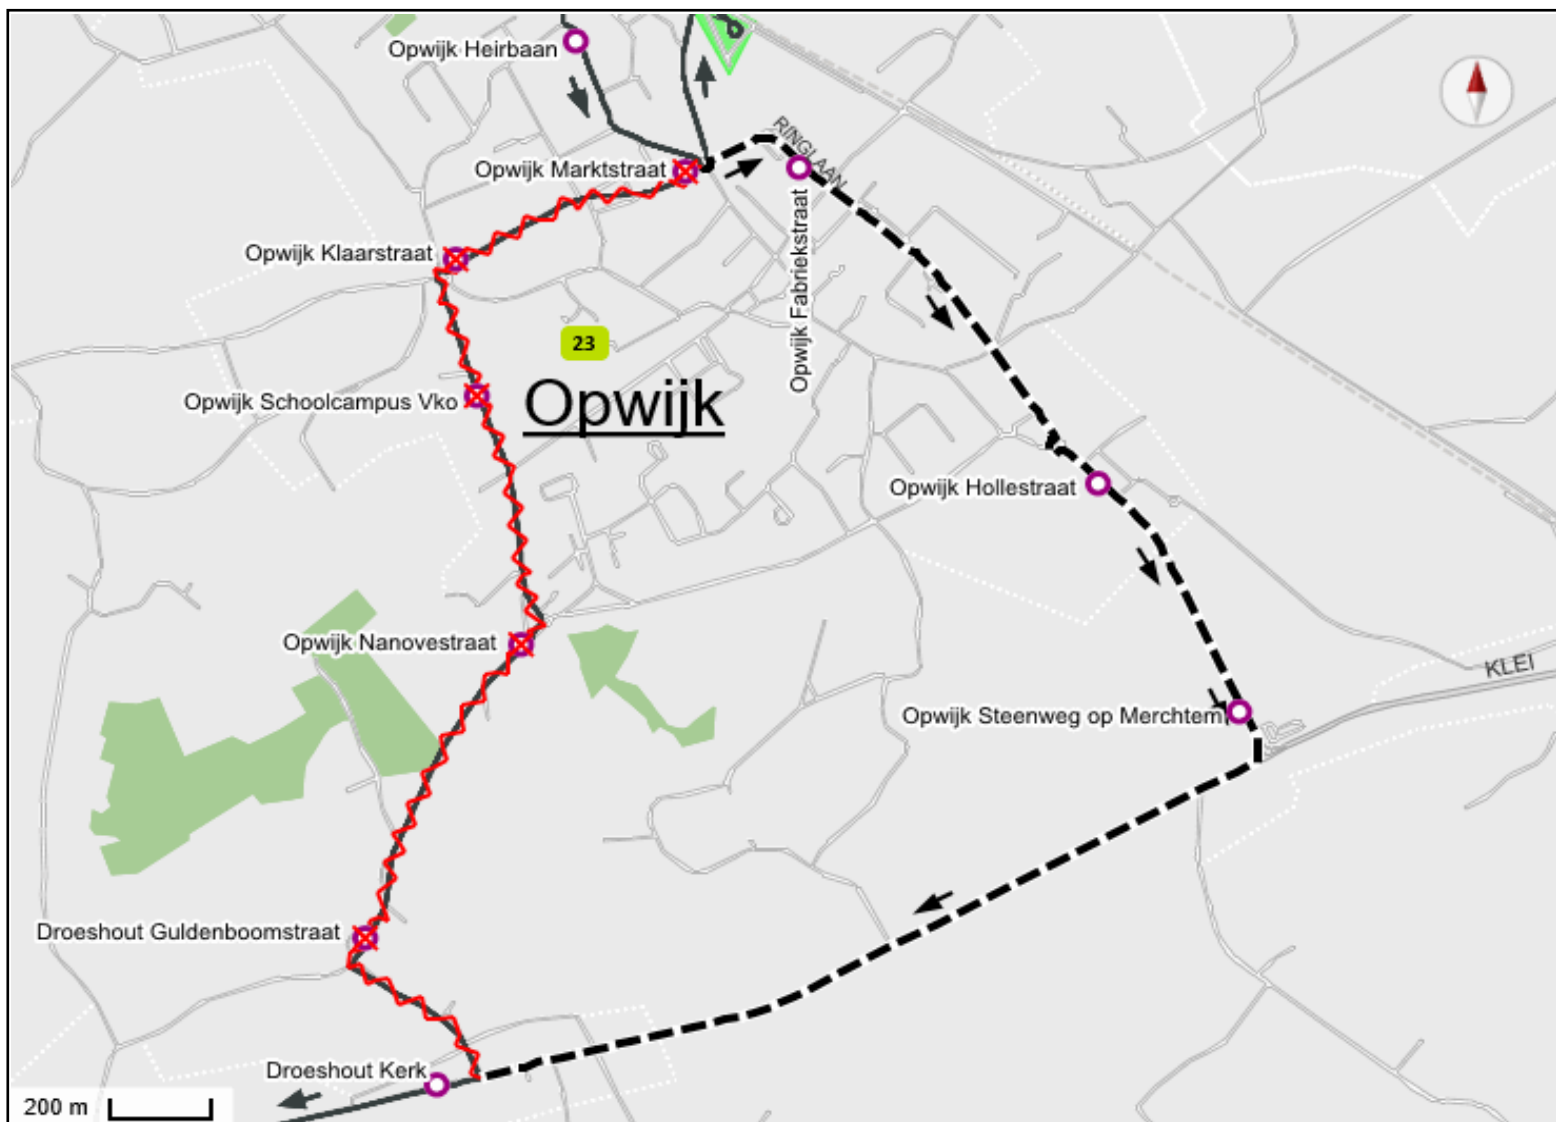 Opwijk Heirbaan
RINGLAAN
Opwijk Marktstraat
Opwijk Fabriekstraat
Opwijk Klaarstraat
23
Opwijk
Opwijk Schoolcampus Vko
Opwijk Hollestraat
Opwijk Nanovestraat
KLEI
Opwijk Steenweg op Merchtem
Droeshout Guldenboomstraat
Droeshout Kerk
200 m